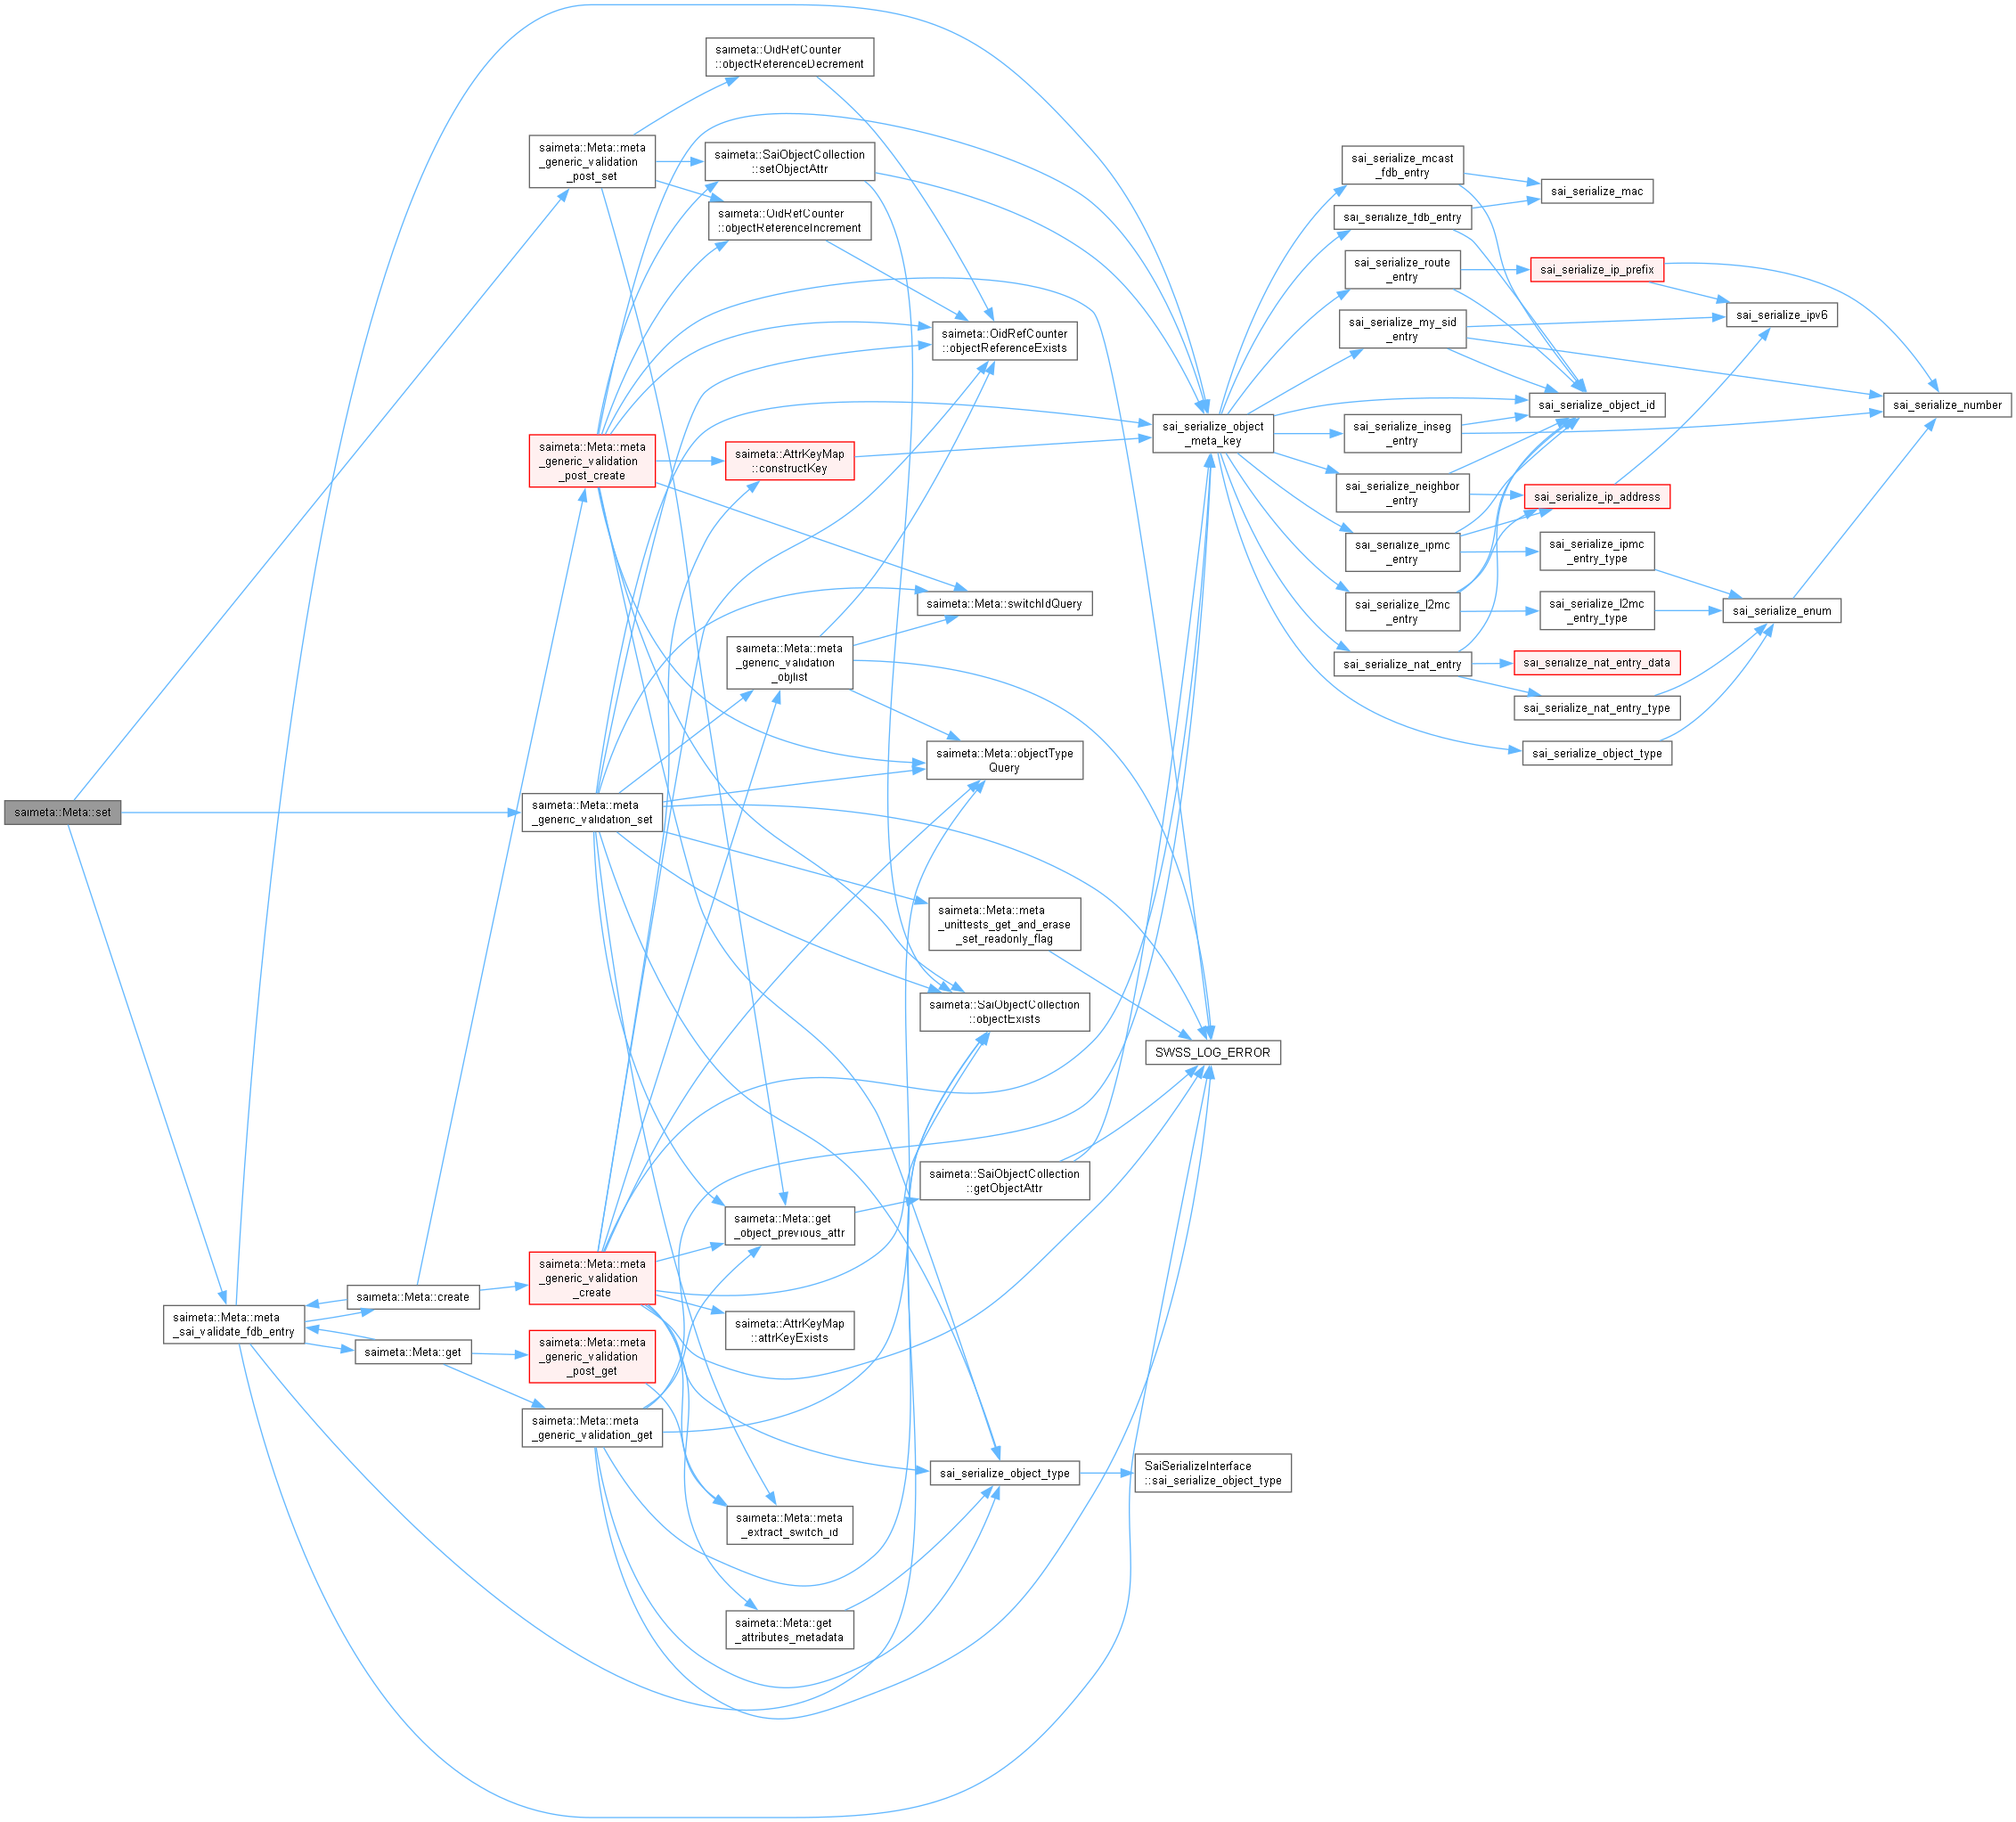 saimeta::Meta::set
saimeta::Meta::meta
_sai_validate_fdb_entry
saimeta::Meta::create
saimeta::Meta::get
saimeta::Meta::meta
_generic_validation
_post_set
saimeta::Meta::meta
_generic_validation
_post_create
saimeta::Meta::meta
_generic_validation_set
saimeta::Meta::meta
_generic_validation
_create
saimeta::Meta::meta
_generic_validation
_post_get
saimeta::Meta::meta
_generic_validation_get
saimeta::OidRefCounter
::objectReferenceDecrement
saimeta::SaiObjectCollection
::setObjectAttr
saimeta::OidRefCounter
::objectReferenceIncrement
saimeta::AttrKeyMap
::constructKey
saimeta::Meta::meta
_generic_validation
_objlist
saimeta::Meta::get
_object_previous_attr
saimeta::AttrKeyMap
::attrKeyExists
saimeta::Meta::meta
_extract_switch_id
saimeta::Meta::get
_attributes_metadata
saimeta::OidRefCounter
::objectReferenceExists
saimeta::Meta::switchIdQuery
saimeta::Meta::objectType
Query
saimeta::Meta::meta
_unittests_get_and_erase
_set_readonly_flag
saimeta::SaiObjectCollection
::objectExists
saimeta::SaiObjectCollection
::getObjectAttr
sai_serialize_object_type
sai_serialize_object
_meta_key
SWSS_LOG_ERROR
SaiSerializeInterface
::sai_serialize_object_type
sai_serialize_mcast
_fdb_entry
sai_serialize_fdb_entry
sai_serialize_route
_entry
sai_serialize_my_sid
_entry
sai_serialize_inseg
_entry
sai_serialize_neighbor
_entry
sai_serialize_ipmc
_entry
sai_serialize_l2mc
_entry
sai_serialize_nat_entry
sai_serialize_mac
sai_serialize_ip_prefix
sai_serialize_object_id
sai_serialize_ip_address
sai_serialize_ipmc
_entry_type
sai_serialize_l2mc
_entry_type
sai_serialize_nat_entry_data
sai_serialize_nat_entry_type
sai_serialize_object_type
sai_serialize_ipv6
sai_serialize_enum
sai_serialize_number